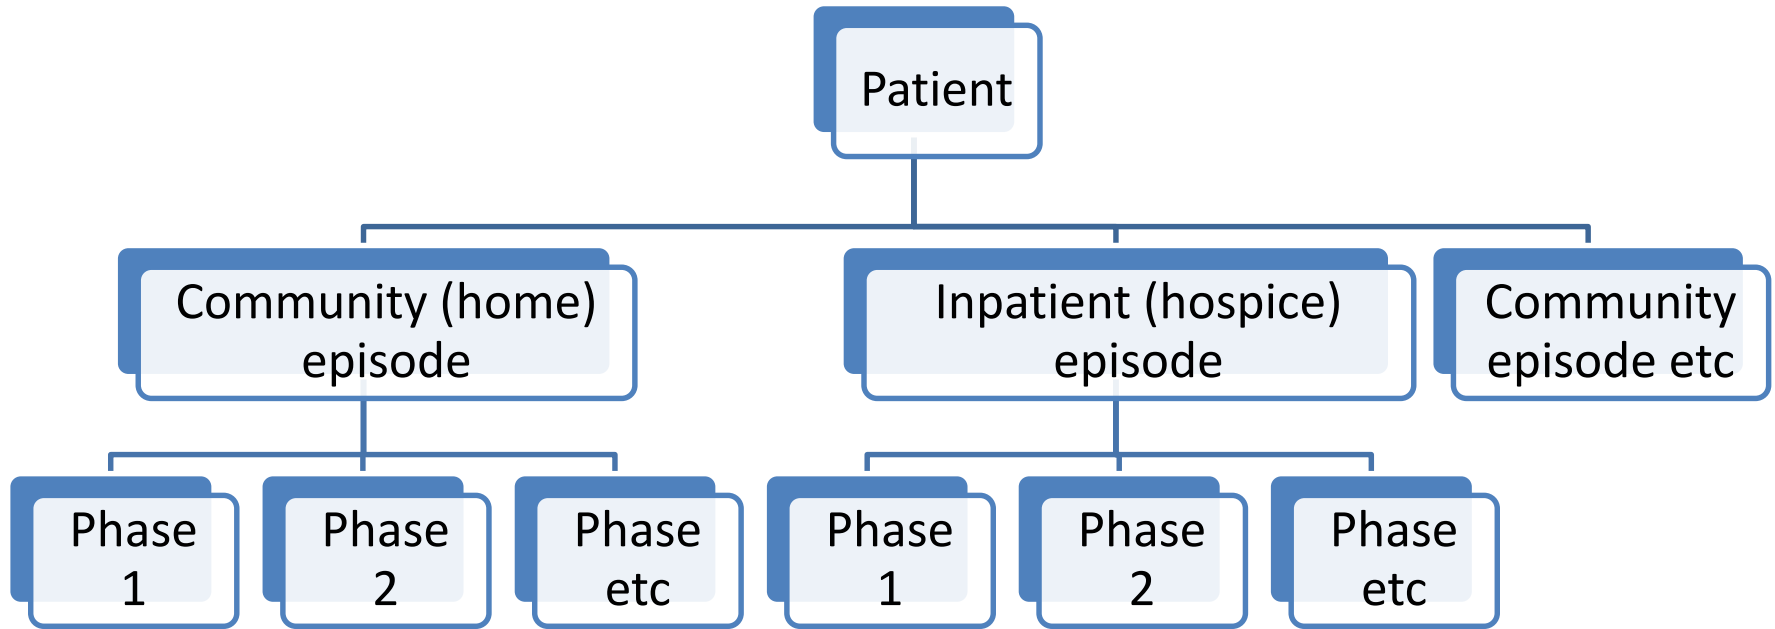 Patient
Community (home)
episode
Inpatient (hospice)
episode
Community
episode etc
Phase
1
Phase
2
Phase
etc
Phase
1
Phase
2
Phase
etc